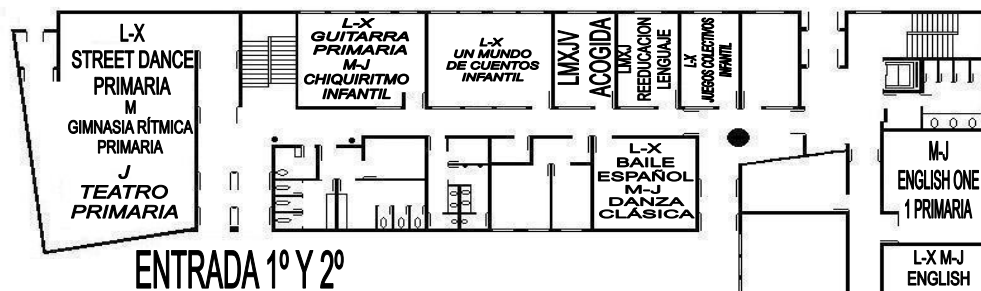 L-X
STREET DANCE
PRIMARIA
M
GIMNASIA RÍTMICA
PRIMARIA
J
TEATRO
PRIMARIA
L-X
GUITARRA
PRIMARIA
M-J
CHIQUIRITMO
INFANTIL
L-X
UN MUNDO
DE CUENTOS
INFANTIL
LMXJV
ACOGIDA
LMXJ
REEDUCACION
LENGUAJE
L-X
JUEGOS COLECTIVOS
INFANTIL
L-X
BAILE
ESPAÑOL
M-J
DANZA
CLÁSICA
M-J
ENGLISH ONE
1 PRIMARIA
L-X M-J
ENGLISH
ENTRADA 1º Y 2º